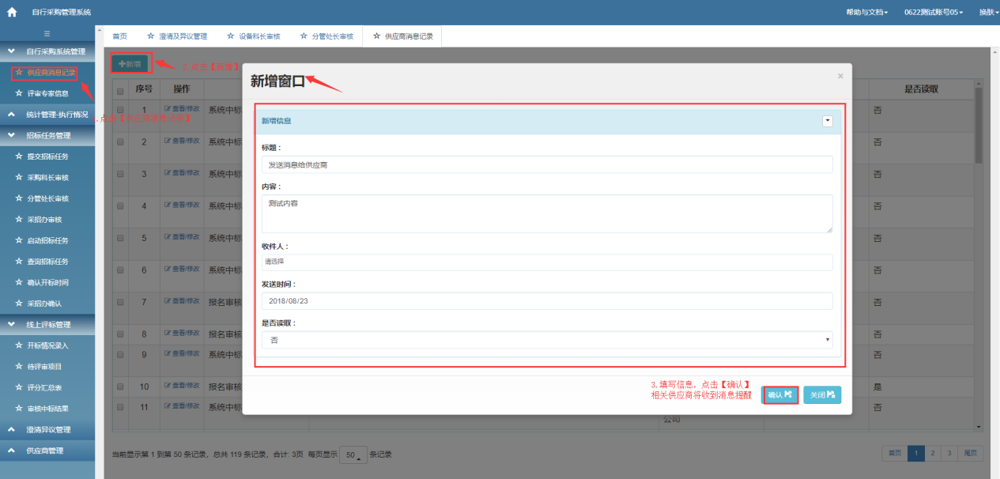 自行采购管理系统
帮助与文档 0622测试账号05 换肤
首页 澄清及异议管理 设备科长审核 分管处长审核 供应商消息记录
自行采购系统管理
供应商消息记录
评审专家信息
统计管理-执行情况
招标任务管理
提交招标任务
采购科长审核
分管处长审核
采招办审核
启动招标任务
查询招标任务
确认开标时间
采招办确认
线上评标管理
开标情况录入
待评审项目
评分汇总表
审核中标结果
澄清异议管理
供应商管理
新增
2.点击【新增】
1.点击【供应商消息记录】
序号 操作 是否读取
1 查看/修改 系统中标 否
2 查看/修改 系统中标 否
3 查看/修改 系统中标 否
4 查看/修改 系统中标 否
5 查看/修改 系统中标 否
6 查看/修改 系统中标 否
7 查看/修改 报名审核 否
8 查看/修改 报名审核 否
9 查看/修改 系统中标 否
10 查看/修改 报名审核 是
11 查看/修改 系统中标 否
公司
新增窗口 ×
新增信息
标题：
发送消息给供应商
内容：
测试内容
收件人：
请选择
发送时间：
2018/08/23
是否读取：
否
3.填写信息，点击【确认】
相关供应商将收到消息提醒
确认 关闭
当前显示第 1 到第 50 条记录，总共 119 条记录，合计: 3页 每页显示 50 条记录
首页 1 2 3 尾页